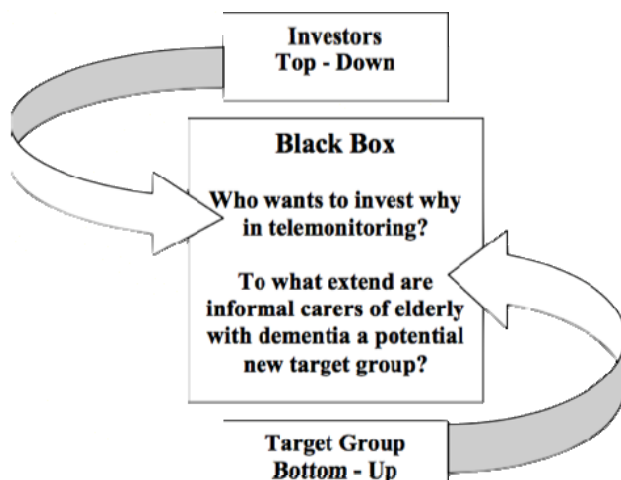 Investors
Top - Down
Black Box
Who wants to invest why
in telemonitoring?
To what extend are
informal carers of elderly
with dementia a potential
new target group?
Target Group
Bottom - Up